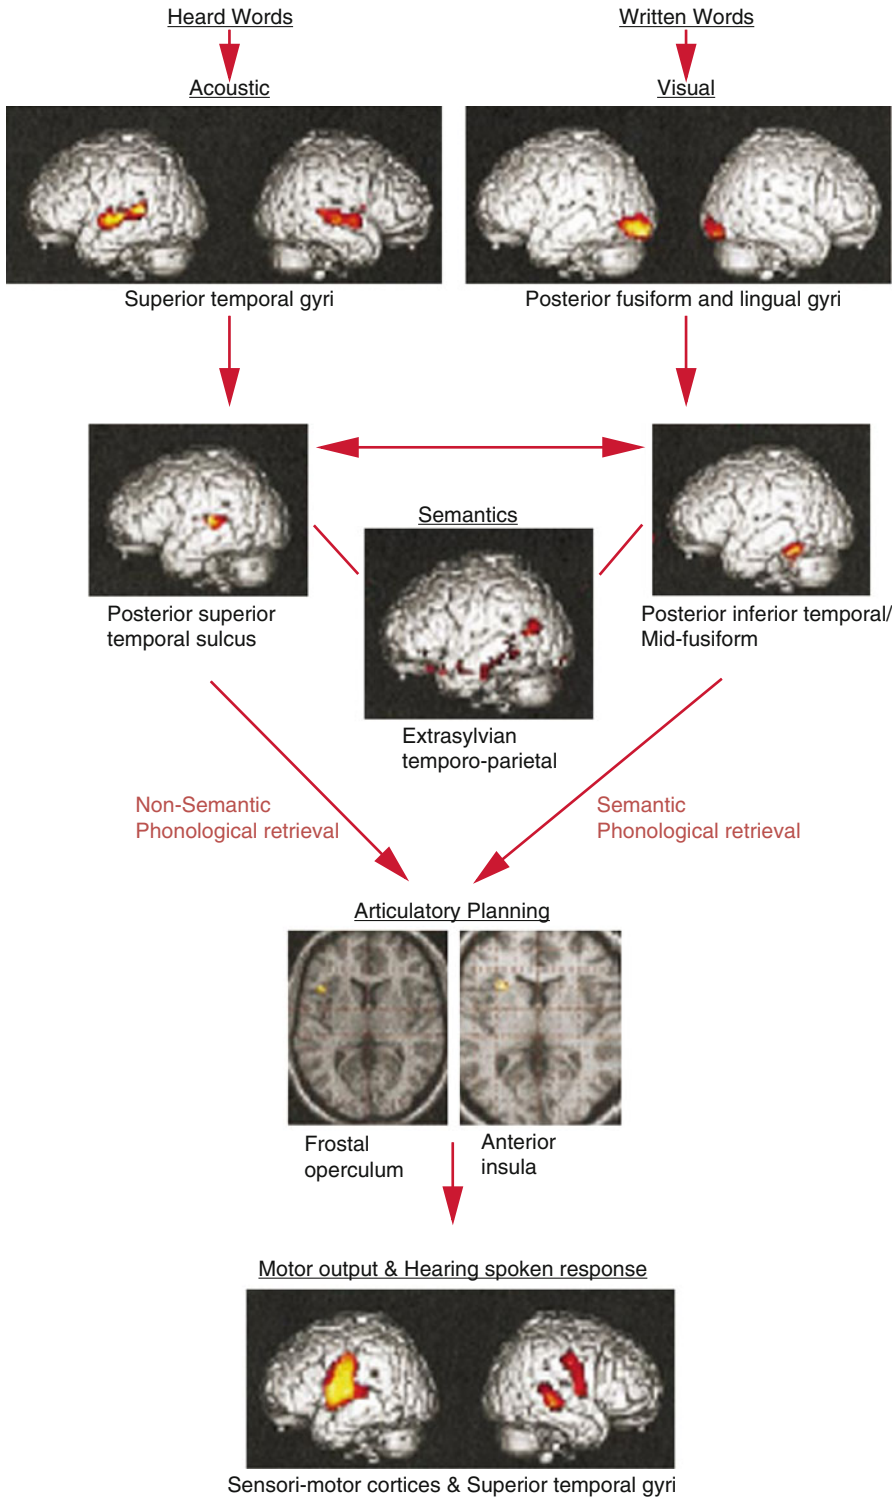 Heard Words
Written Words
Acoustic
Visual
Superior temporal gyri
Posterior fusiform and lingual gyri
Semantics
Posterior superior
temporal sulcus
Posterior inferior temporal/
Mid-fusiform
Extrasylvian
temporo-parietal
Non-Semantic
Phonological retrieval
Semantic
Phonological retrieval
Articulatory Planning
Frostal
operculum
Anterior
insula
Motor output & Hearing spoken response
Sensori-motor cortices & Superior temporal gyri